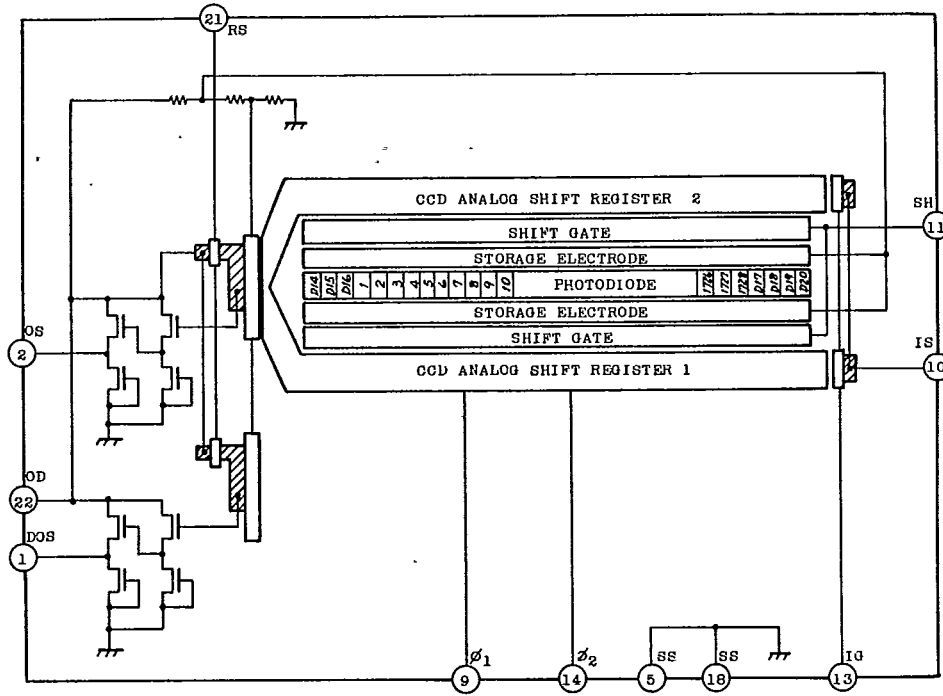 21
RS
CCD ANALOG SHIFT REGISTER 2
SH
11
SHIFT GATE
STORAGE ELECTRODE
D14 D15 D16 1 2 3 4 5 6 7 8 9 10 PHOTODIODE 1726 1727 1728 D17 D18 D19 D20
STORAGE ELECTRODE
OS
2
SHIFT GATE
IS
10
CCD ANALOG SHIFT REGISTER 1
OD
22
DOS
1
ø1
9
ø2
14
SS
5
SS
18
IG
13